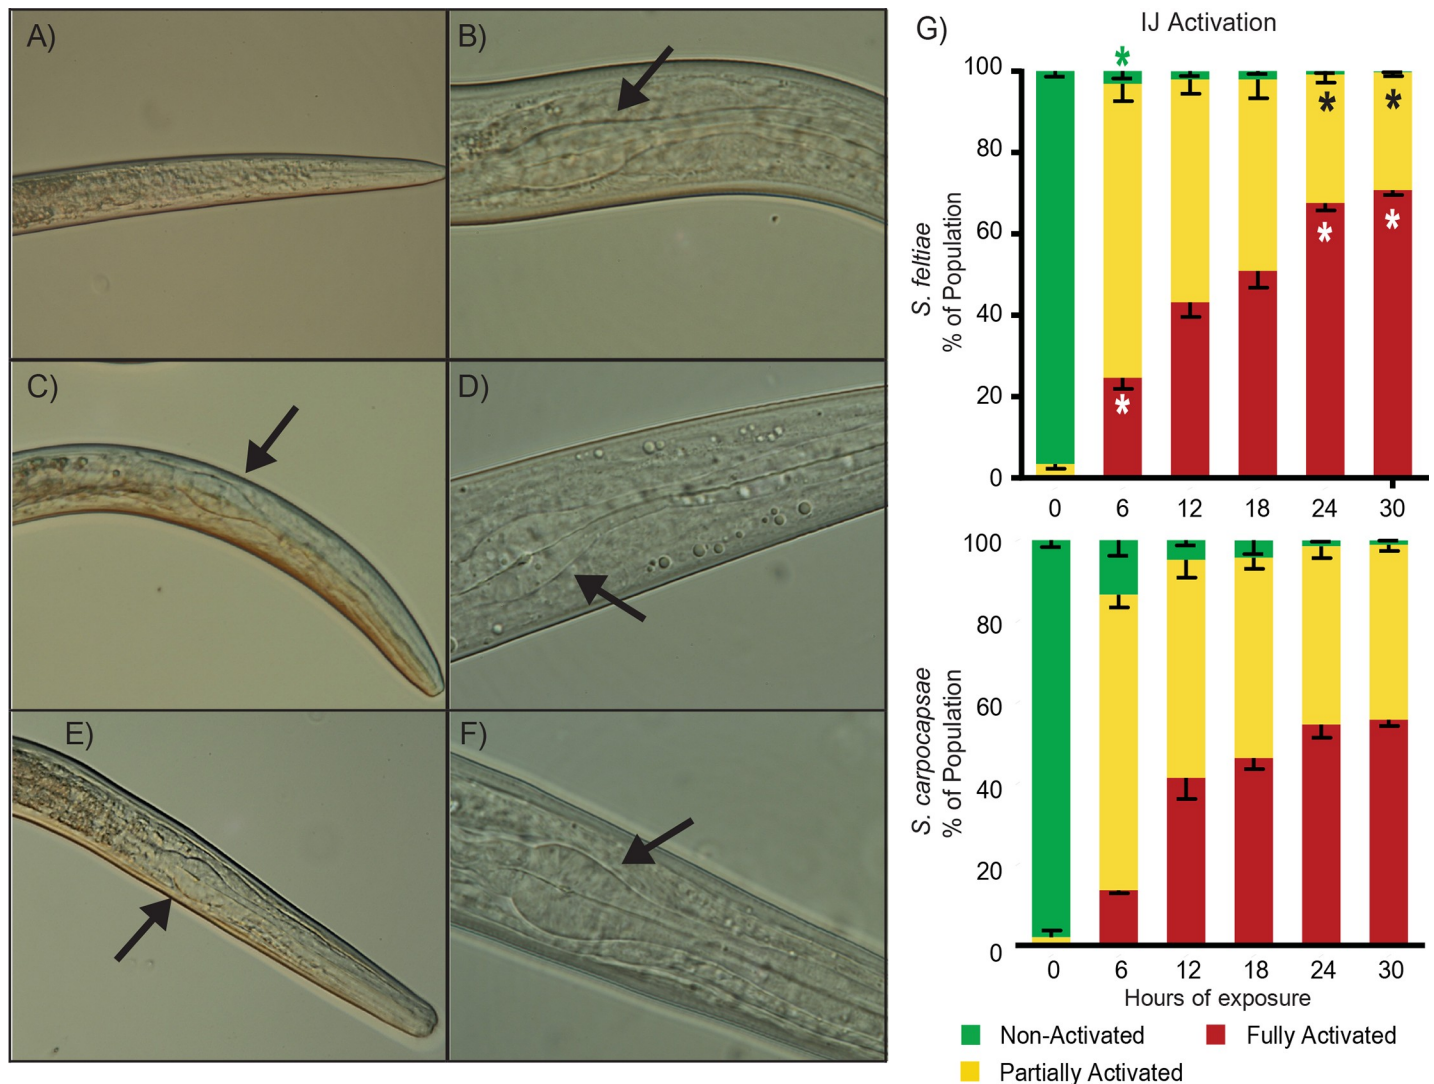 A)
B)
C)
D)
E)
F)
G)
IJ Activation
S. feltiae
% of Population
100
80
60
40
20
0
* * * * * *
0 6 12 18 24 30
S. carpocapsae
% of Population
100
80
60
40
20
0
0 6 12 18 24 30
Hours of exposure
Non-Activated
Fully Activated
Partially Activated